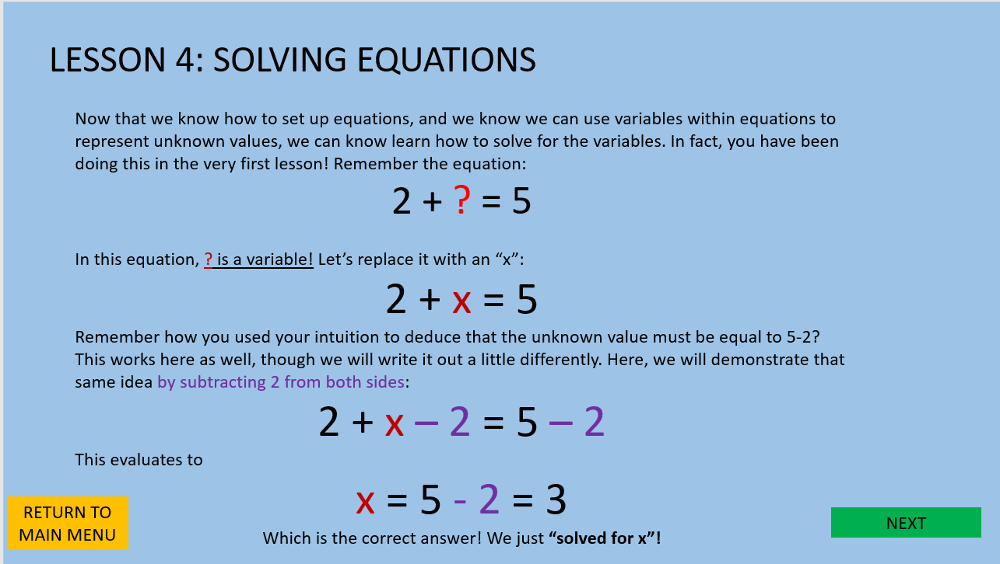 LESSON 4: SOLVING EQUATIONS
Now that we know how to set up equations, and we know we can use variables within equations to
represent unknown values, we can know learn how to solve for the variables. In fact, you have been
doing this in the very first lesson! Remember the equation:
2 + ? = 5
In this equation, ? is a variable! Let’s replace it with an “x”:
2 + x = 5
Remember how you used your intuition to deduce that the unknown value must be equal to 5-2?
This works here as well, though we will write it out a little differently. Here, we will demonstrate that
same idea by subtracting 2 from both sides:
2 + x – 2 = 5 – 2
This evaluates to
x = 5 - 2 = 3
Which is the correct answer! We just “solved for x”!
RETURN TO
MAIN MENU
NEXT